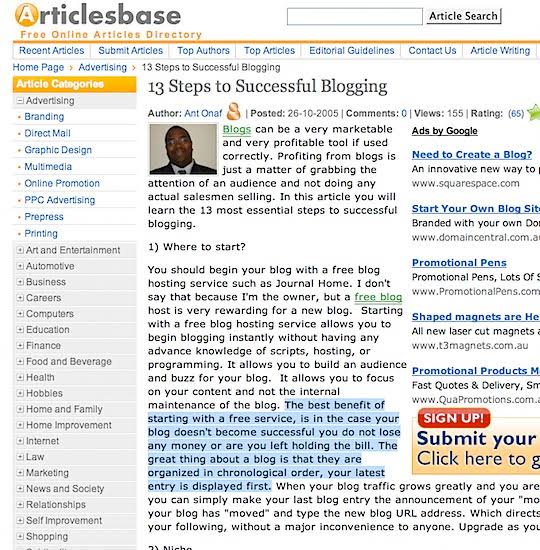 Articlesbase
Free Online Articles Directory
Article Search
Recent Articles
Submit Articles
Top Authors
Top Articles
Editorial Guidelines
Contact Us
Article Writing
Home Page > Advertising > 13 Steps to Successful Blogging
Article Categories
Advertising
Branding
Direct Mail
Graphic Design
Multimedia
Online Promotion
PPC Advertising
Prepress
Printing
Art and Entertainment
Automotive
Business
Careers
Computers
Education
Finance
Food and Beverage
Health
Hobbies
Home and Family
Home Improvement
Internet
Law
Marketing
News and Society
Relationships
Self Improvement
Shopping
13 Steps to Successful Blogging
Author: Ant Onaf | Posted: 26-10-2005 | Comments: 0 | Views: 155 | Rating: (65)
Blogs can be a very marketable
and very profitable tool if used
correctly. Profiting from blogs is
just a matter of grabbing the
attention of an audience and not doing any
actual salesmen selling. In this article you will
learn the 13 most essential steps to successful
blogging.
1) Where to start?
You should begin your blog with a free blog
hosting service such as Journal Home. I don't
say that because I'm the owner, but a free blog
host is very rewarding for a new blog. Starting
with a free blog hosting service allows you to
begin blogging instantly without having any
advance knowledge of scripts, hosting, or
programming. It allows you to build an audience
and buzz for your blog. It allows you to focus
on your content and not the internal
maintenance of the blog. The best benefit of
starting with a free service, is in the case your
blog doesn't become successful you do not lose
any money or are you left holding the bill. The
great thing about a blog is that they are
organized in chronological order, your latest
entry is displayed first. When your blog traffic grows greatly and you are
you can simply make your last blog entry the announcement of your "mo
your blog has "moved" and type the new blog URL address. Which directs
your following, without a major inconvenience to anyone. Upgrade as you
2) Niche
Ads by Google
Need to Create a Blog?
An innovative new way to p
www.squarespace.com
Start Your Own Blog Site
Branded with your own Do
www.domaincentral.com.au
Promotional Pens
Promotional Pens, Lots Of S
www.PromotionalPens.com
Shaped magnets are He
All new laser cut magnets a
www.t3magnets.com.au
Promotional Products M
Fast Quotes & Delivery, Sm
www.QuaPromotions.com.a
SIGN UP!
Submit your
Click here to g